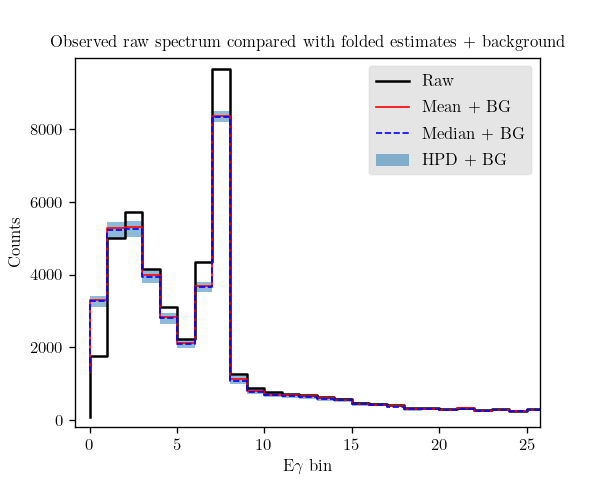 Observed raw spectrum compared with folded estimates + background
Raw
Mean + BG
Median + BG
HPD + BG
Counts
8000
6000
4000
2000
0
0 5 10 15 20 25
Eγ bin